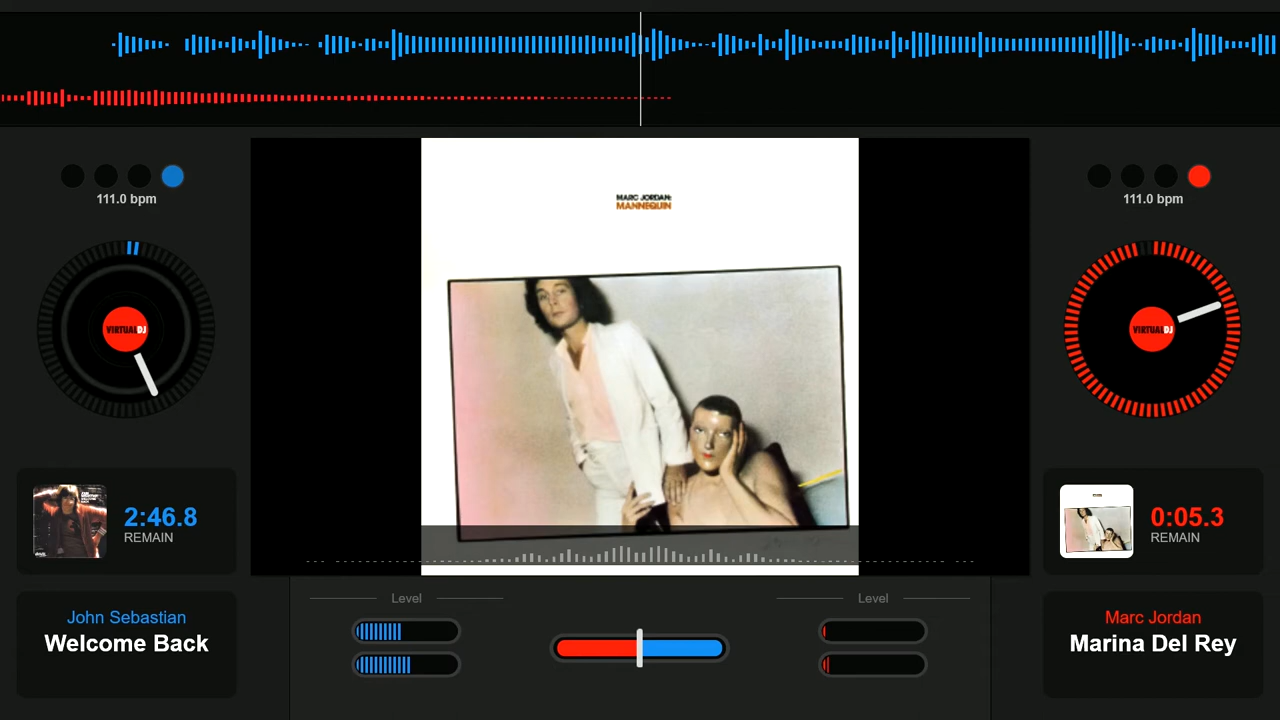 111.0 bpm
VIRTUALDJ
2:46.8
REMAIN
John Sebastian
Welcome Back
MARC JORDAN:
MANNEQUIN
Level
Level
111.0 bpm
VIRTUALDJ
0:05.3
REMAIN
Marc Jordan
Marina Del Rey